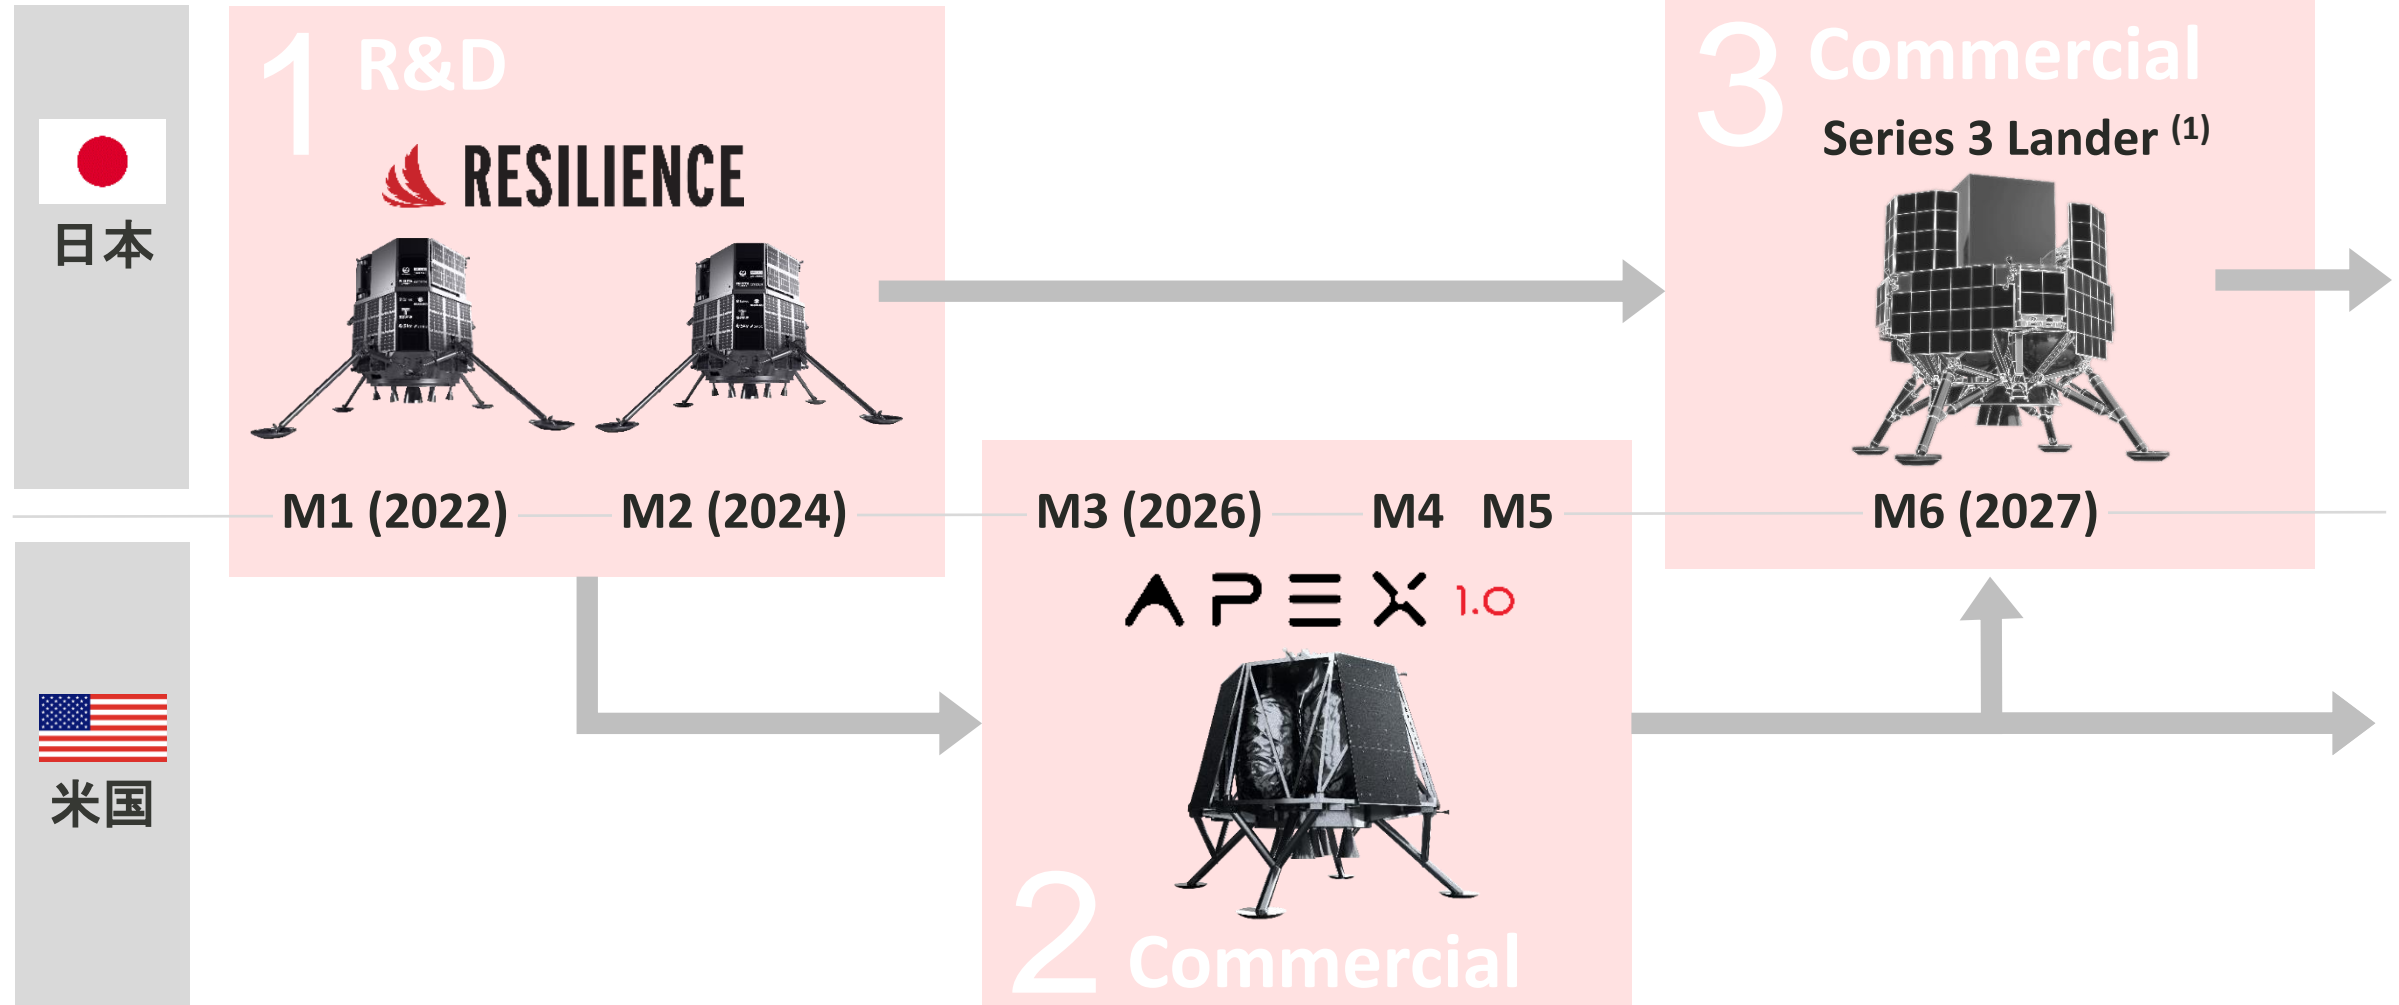 1 R&D
RESILIENCE
日本
M1 (2022)
M2 (2024)
3 Commercial
Series 3 Lander (1)
M3 (2026)
M4
M5
M6 (2027)
米国
APEX 1.0
2 Commercial